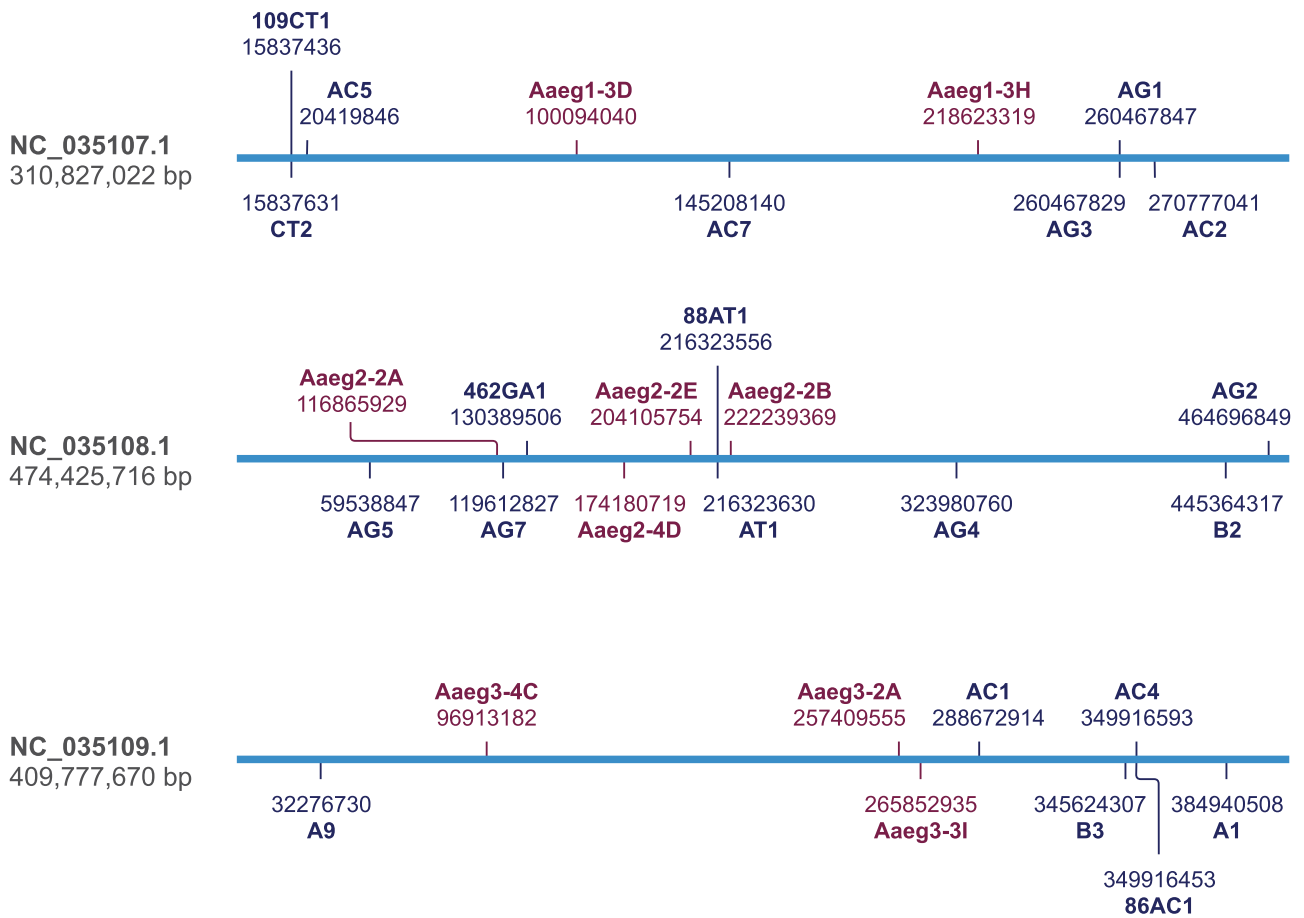 109CT1
15837436
AC5
20419846
Aaeg1-3D
100094040
Aaeg1-3H
218623319
AG1
260467847
NC_035107.1
310,827,022 bp
15837631
CT2
145208140
AC7
260467829
AG3
270777041
AC2
88AT1
216323556
Aaeg2-2A
116865929
462GA1
130389506
Aaeg2-2E
204105754
Aaeg2-2B
222239369
AG2
464696849
NC_035108.1
474,425,716 bp
59538847
AG5
119612827
AG7
174180719
Aaeg2-4D
216323630
AT1
323980760
AG4
445364317
B2
Aaeg3-4C
96913182
Aaeg3-2A
257409555
AC1
288672914
AC4
349916593
NC_035109.1
409,777,670 bp
32276730
A9
265852935
Aaeg3-3I
345624307
B3
384940508
A1
349916453
86AC1